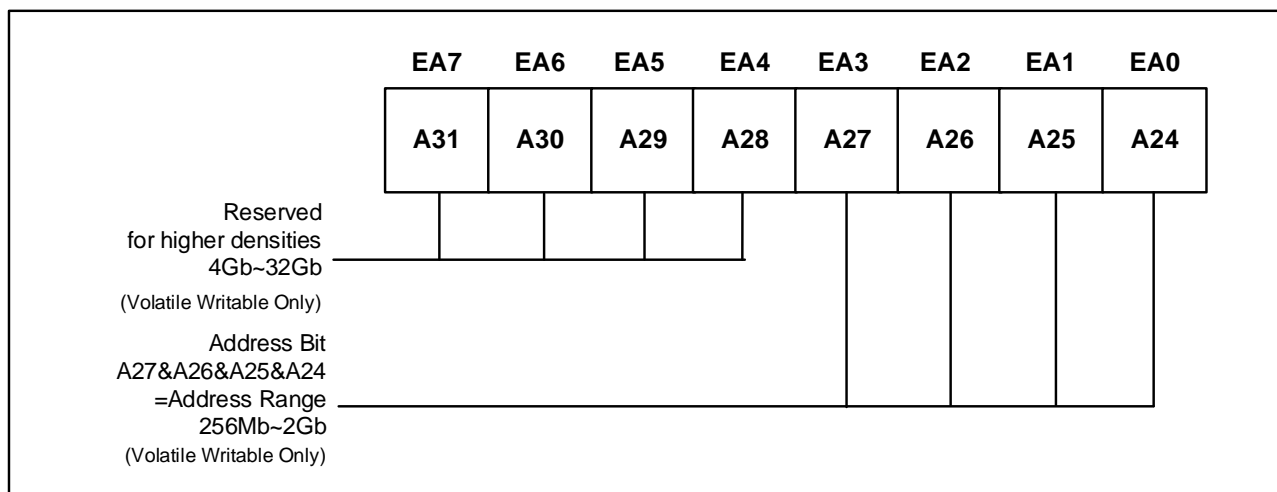 EA7 EA6 EA5 EA4 EA3 EA2 EA1 EA0
A31 A30 A29 A28 A27 A26 A25 A24
Reserved
for higher densities
4Gb~32Gb
(Volatile Writable Only)
Address Bit
A27&A26&A25&A24
=Address Range
256Mb~2Gb
(Volatile Writable Only)